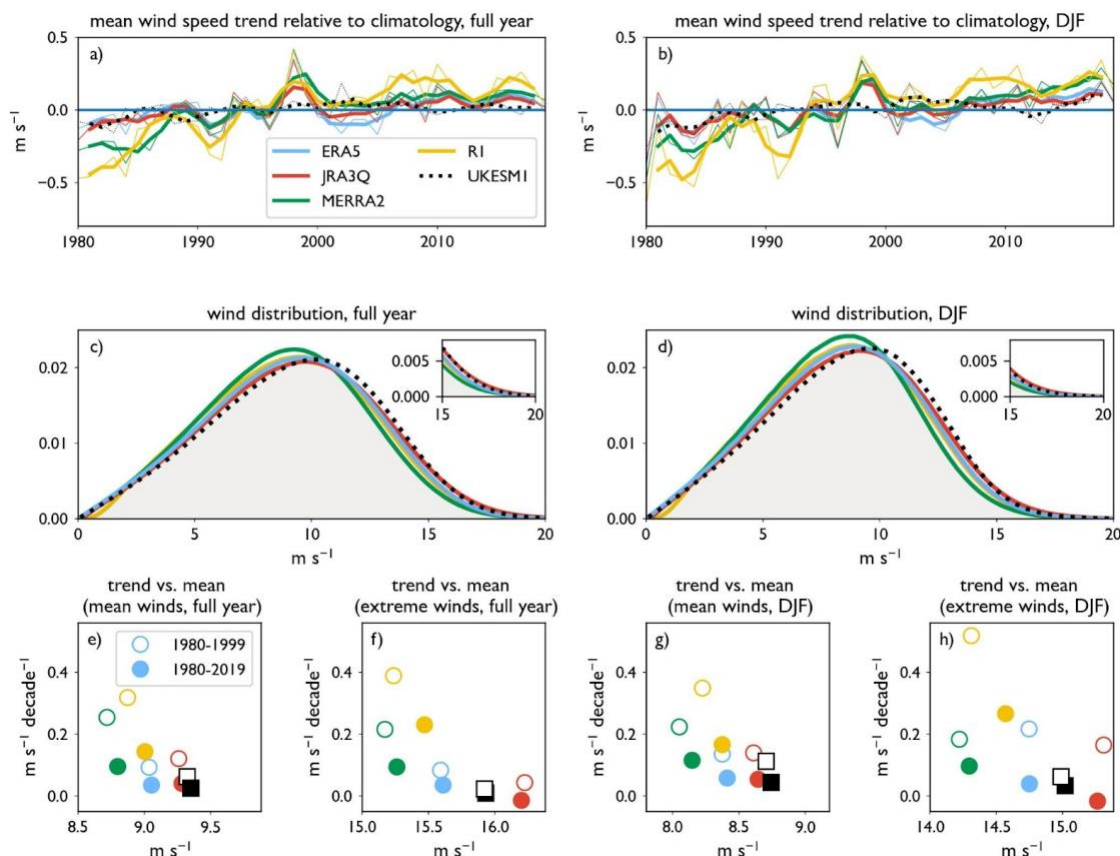 mean wind speed trend relative to climatology, full year
mean wind speed trend relative to climatology, DJF
a)
b)
0.5
0.0
−0.5
m s⁻¹
0.5
0.0
−0.5
m s⁻¹
ERA5
JRA3Q
MERRA2
R1
UKESM1
1980
1990
2000
2010
1980
1990
2000
2010
wind distribution, full year
wind distribution, DJF
c)
d)
0.02
0.01
0.00
0.005
0.000
15
20
0.02
0.01
0.00
0.005
0.000
15
20
0
5
10
15
20
m s⁻¹
0
5
10
15
20
m s⁻¹
trend vs. mean
(mean winds, full year)
trend vs. mean
(extreme winds, full year)
trend vs. mean
(mean winds, DJF)
trend vs. mean
(extreme winds, DJF)
e)
1980-1999
1980-2019
f)
g)
h)
0.4
0.2
0.0
m s⁻¹ decade⁻¹
8.5
9.0
9.5
m s⁻¹
0.4
0.2
0.0
m s⁻¹ decade⁻¹
15.0
15.5
16.0
m s⁻¹
0.4
0.2
0.0
m s⁻¹ decade⁻¹
8.0
8.5
9.0
m s⁻¹
0.4
0.2
0.0
m s⁻¹ decade⁻¹
14.0
14.5
15.0
m s⁻¹